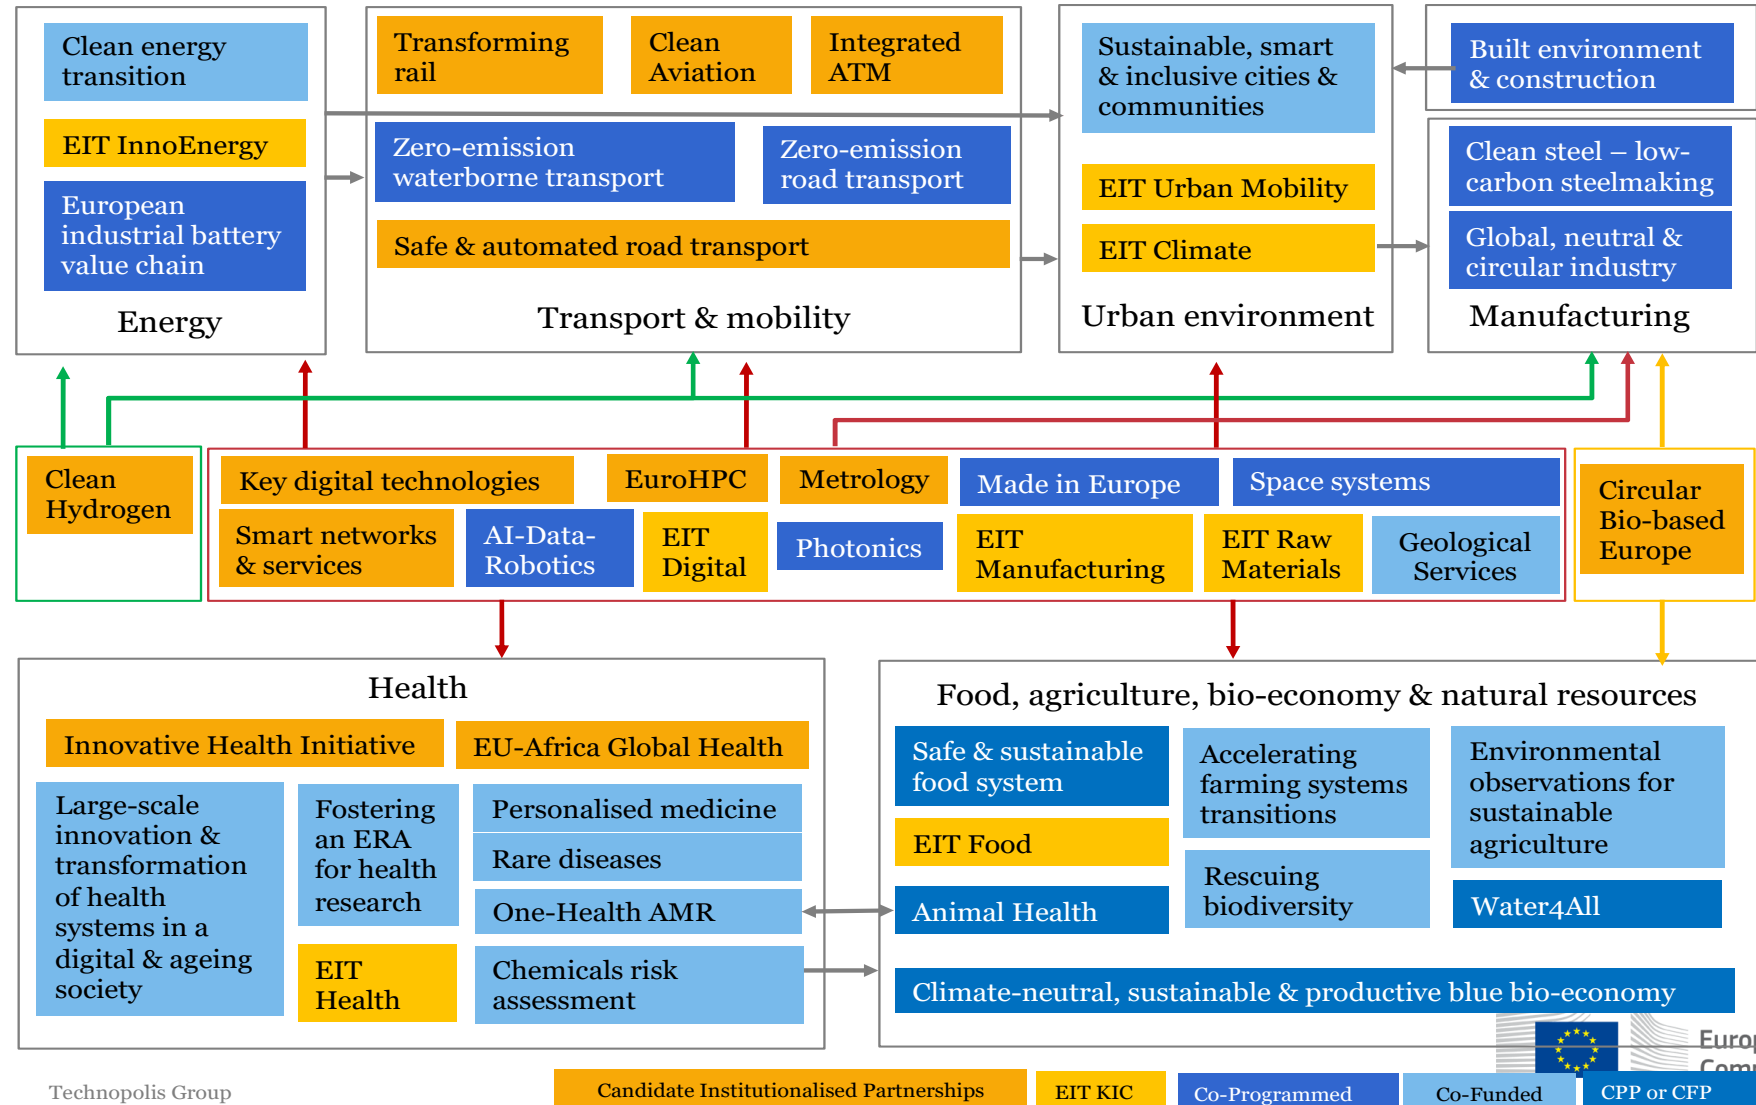 Clean energy
transition
EIT InnoEnergy
European
industrial battery
value chain
Energy
Transforming
rail
Clean
Aviation
Integrated
ATM
Zero-emission
waterborne transport
Zero-emission
road transport
Safe & automated road transport
Transport & mobility
Sustainable, smart
& inclusive cities &
communities
EIT Urban Mobility
EIT Climate
Urban environment
Built environment
& construction
Clean steel – low-
carbon steelmaking
Global, neutral &
circular industry
Manufacturing
Clean
Hydrogen
Key digital technologies
EuroHPC
Metrology
Made in Europe
Space systems
Smart networks
& services
AI-Data-
Robotics
EIT
Digital
Photonics
EIT
Manufacturing
EIT Raw
Materials
Geological
Services
Circular
Bio-based
Europe
Health
Innovative Health Initiative
EU-Africa Global Health
Large-scale
innovation &
transformation
of health
systems in a
digital & ageing
society
Fostering
an ERA
for health
research
EIT
Health
Personalised medicine
Rare diseases
One-Health AMR
Chemicals risk
assessment
Food, agriculture, bio-economy & natural resources
Safe & sustainable
food system
EIT Food
Animal Health
Accelerating
farming systems
transitions
Rescuing
biodiversity
Environmental
observations for
sustainable
agriculture
Water4All
Climate-neutral, sustainable & productive blue bio-economy
Technopolis Group
Candidate Institutionalised Partnerships
EIT KIC
Co-Programmed
Co-Funded
CPP or CFP